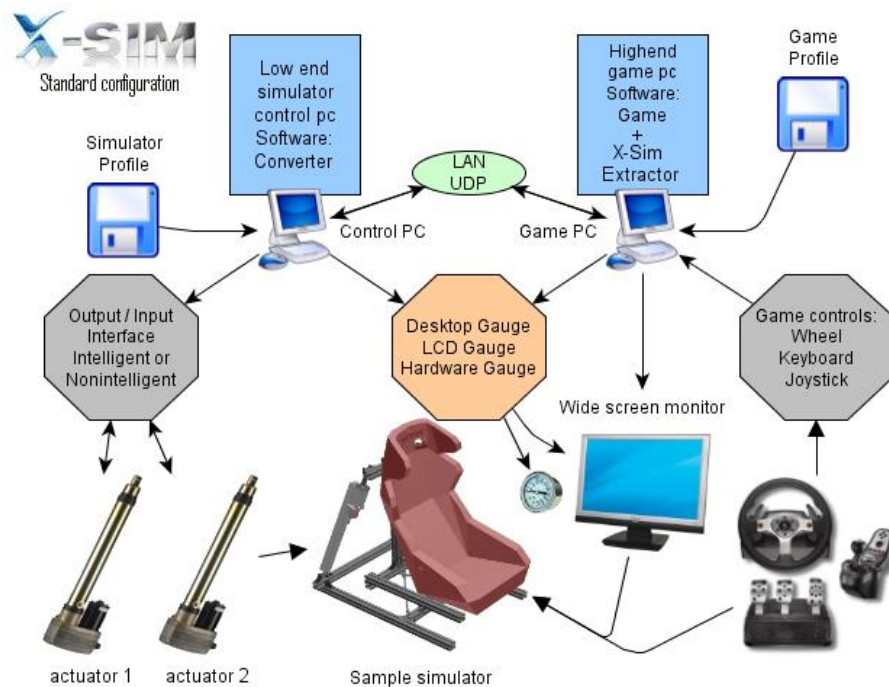 X-SIM
Standard configuration
Low end
simulator
control pc
Software:
Converter
Highend
game pc
Software:
Game
+
X-Sim
Extractor
Game
Profile
Simulator
Profile
LAN
UDP
Control PC
Game PC
Output / Input
Interface
Intelligent or
Nonintelligent
Desktop Gauge
LCD Gauge
Hardware Gauge
Game controls:
Wheel
Keyboard
Joystick
Wide screen monitor
actuator 1
actuator 2
Sample simulator